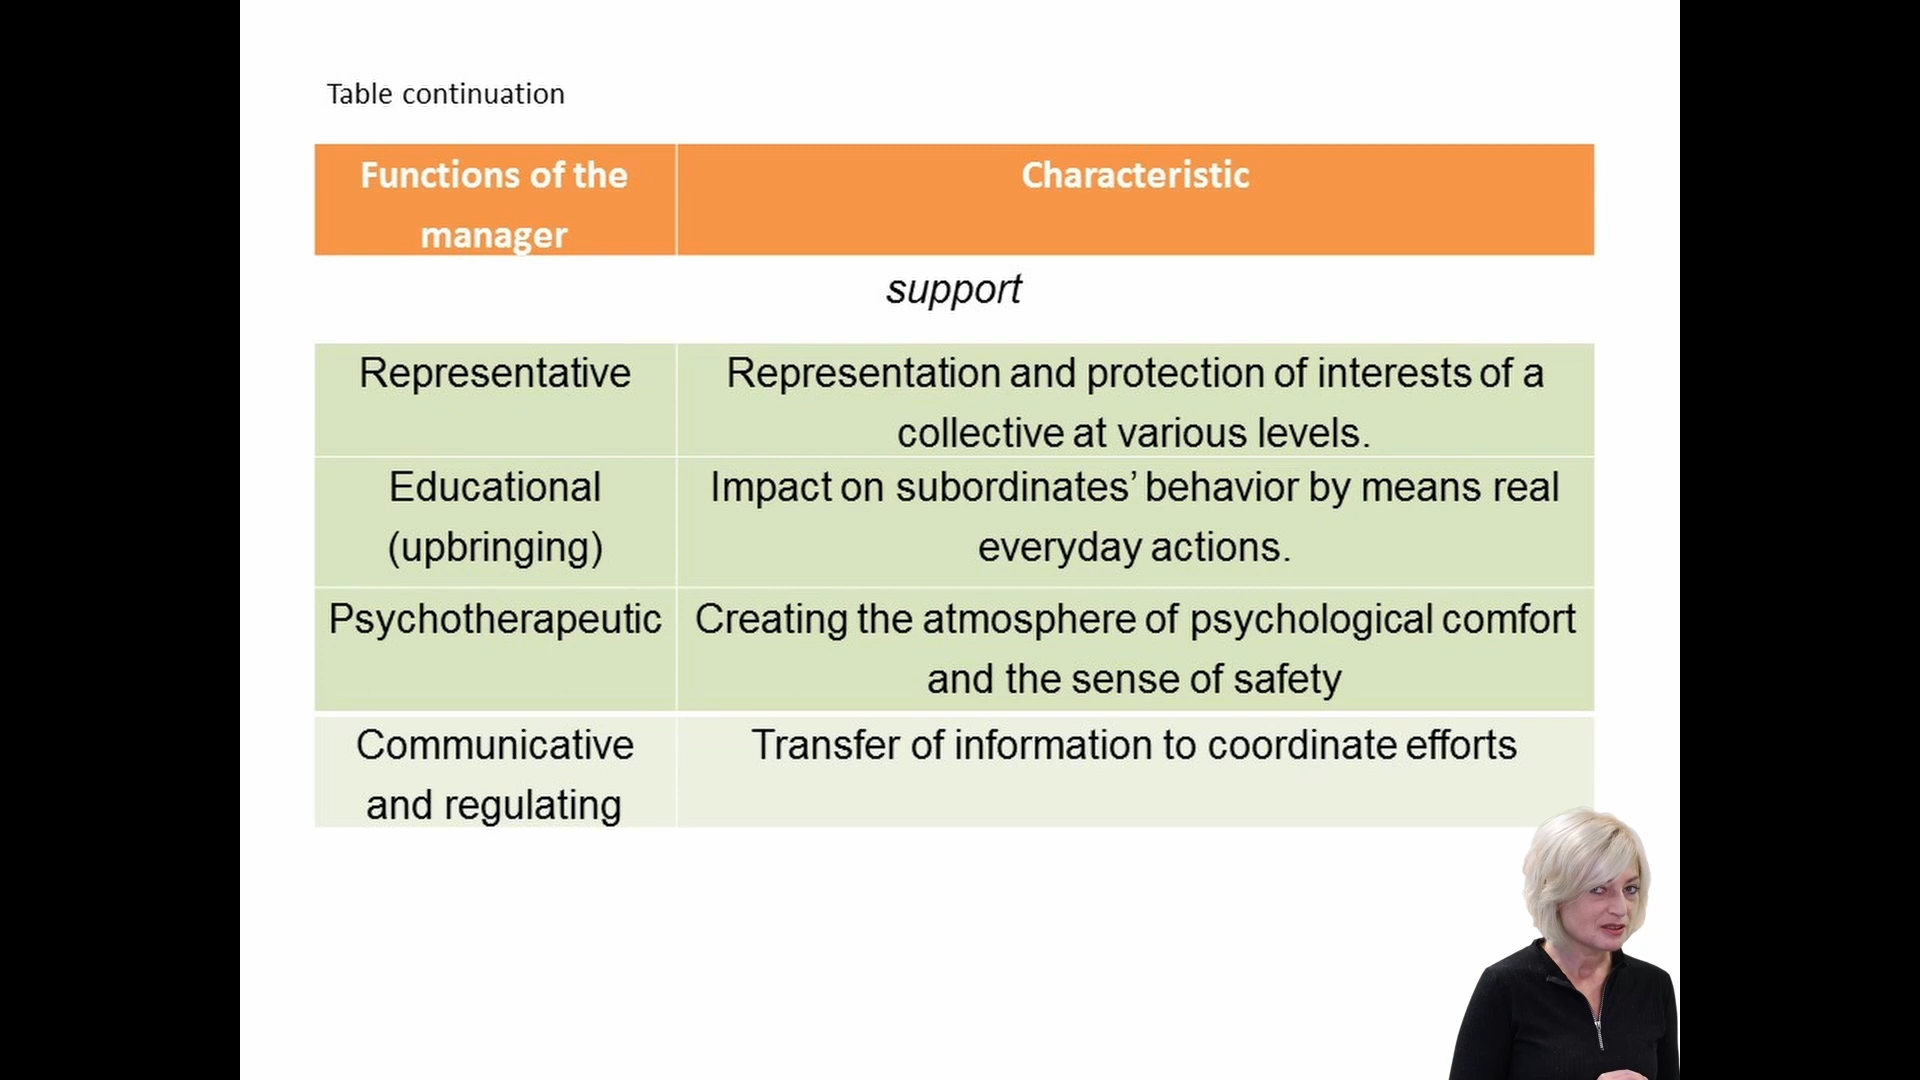 Table continuation
Functions of the manager
Characteristic
support
Representative
Representation and protection of interests of a
collective at various levels.
Educational
(upbringing)
Impact on subordinates’ behavior by means real
everyday actions.
Psychotherapeutic
Creating the atmosphere of psychological comfort
and the sense of safety
Communicative
and regulating
Transfer of information to coordinate efforts